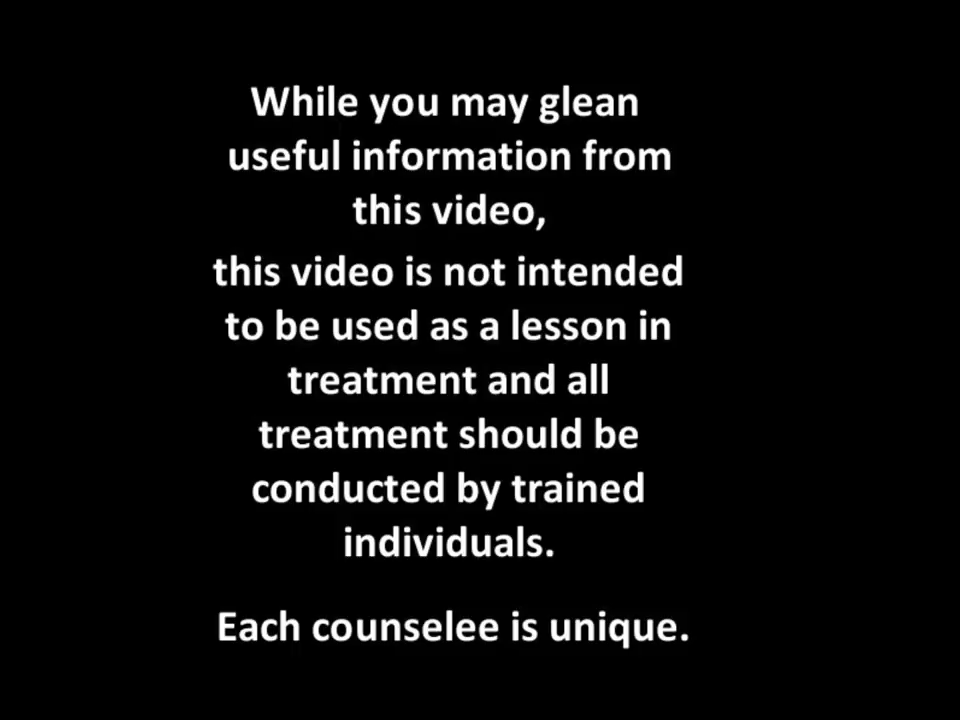 While you may glean
useful information from
this video,
this video is not intended
to be used as a lesson in
treatment and all
treatment should be
conducted by trained
individuals.
Each counselee is unique.